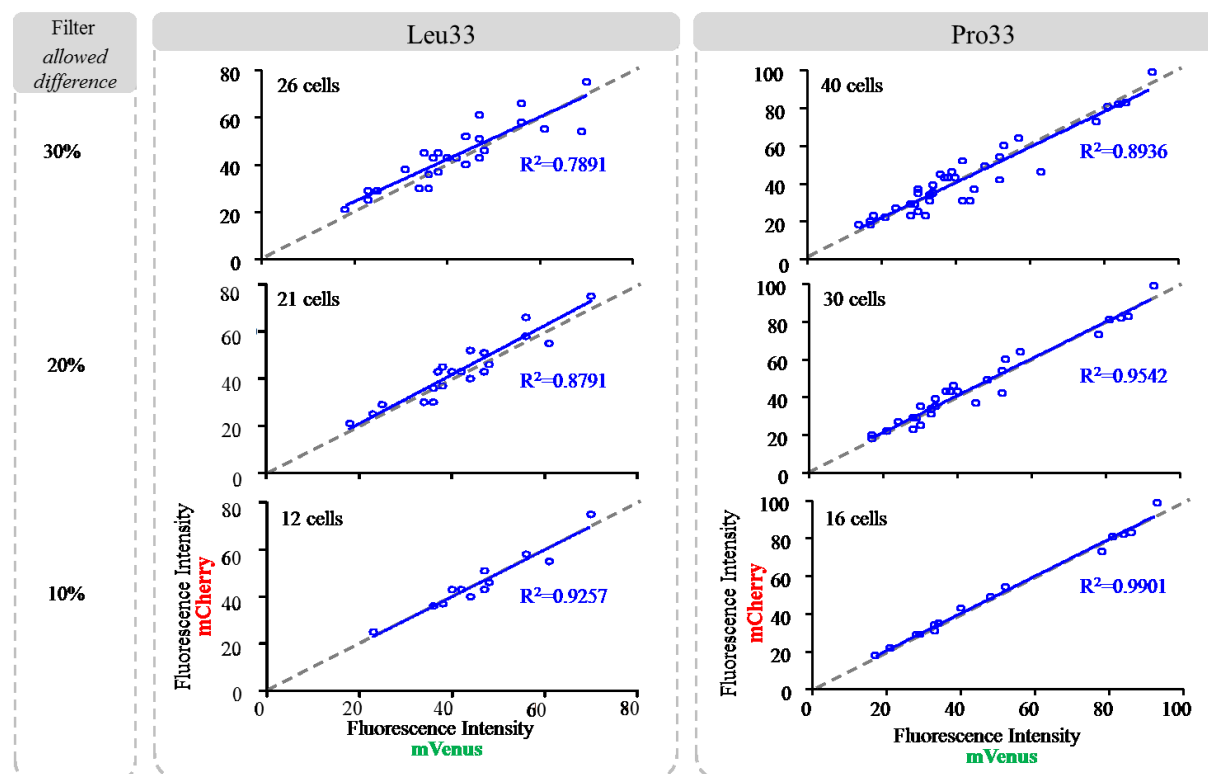 Filter
allowed
difference
Leu33
Pro33
30%
80
60
40
20
0
26 cells
R²=0.7891
100
80
60
40
20
0
40 cells
R²=0.8936
20%
80
60
40
20
0
21 cells
R²=0.8791
100
80
60
40
20
0
30 cells
R²=0.9542
10%
Fluorescence Intensity
mCherry
80
60
40
20
0
12 cells
R²=0.9257
0 20 40 60 80
Fluorescence Intensity
mVenus
Fluorescence Intensity
mCherry
100
80
60
40
20
0
16 cells
R²=0.9901
0 20 40 60 80 100
Fluorescence Intensity
mVenus